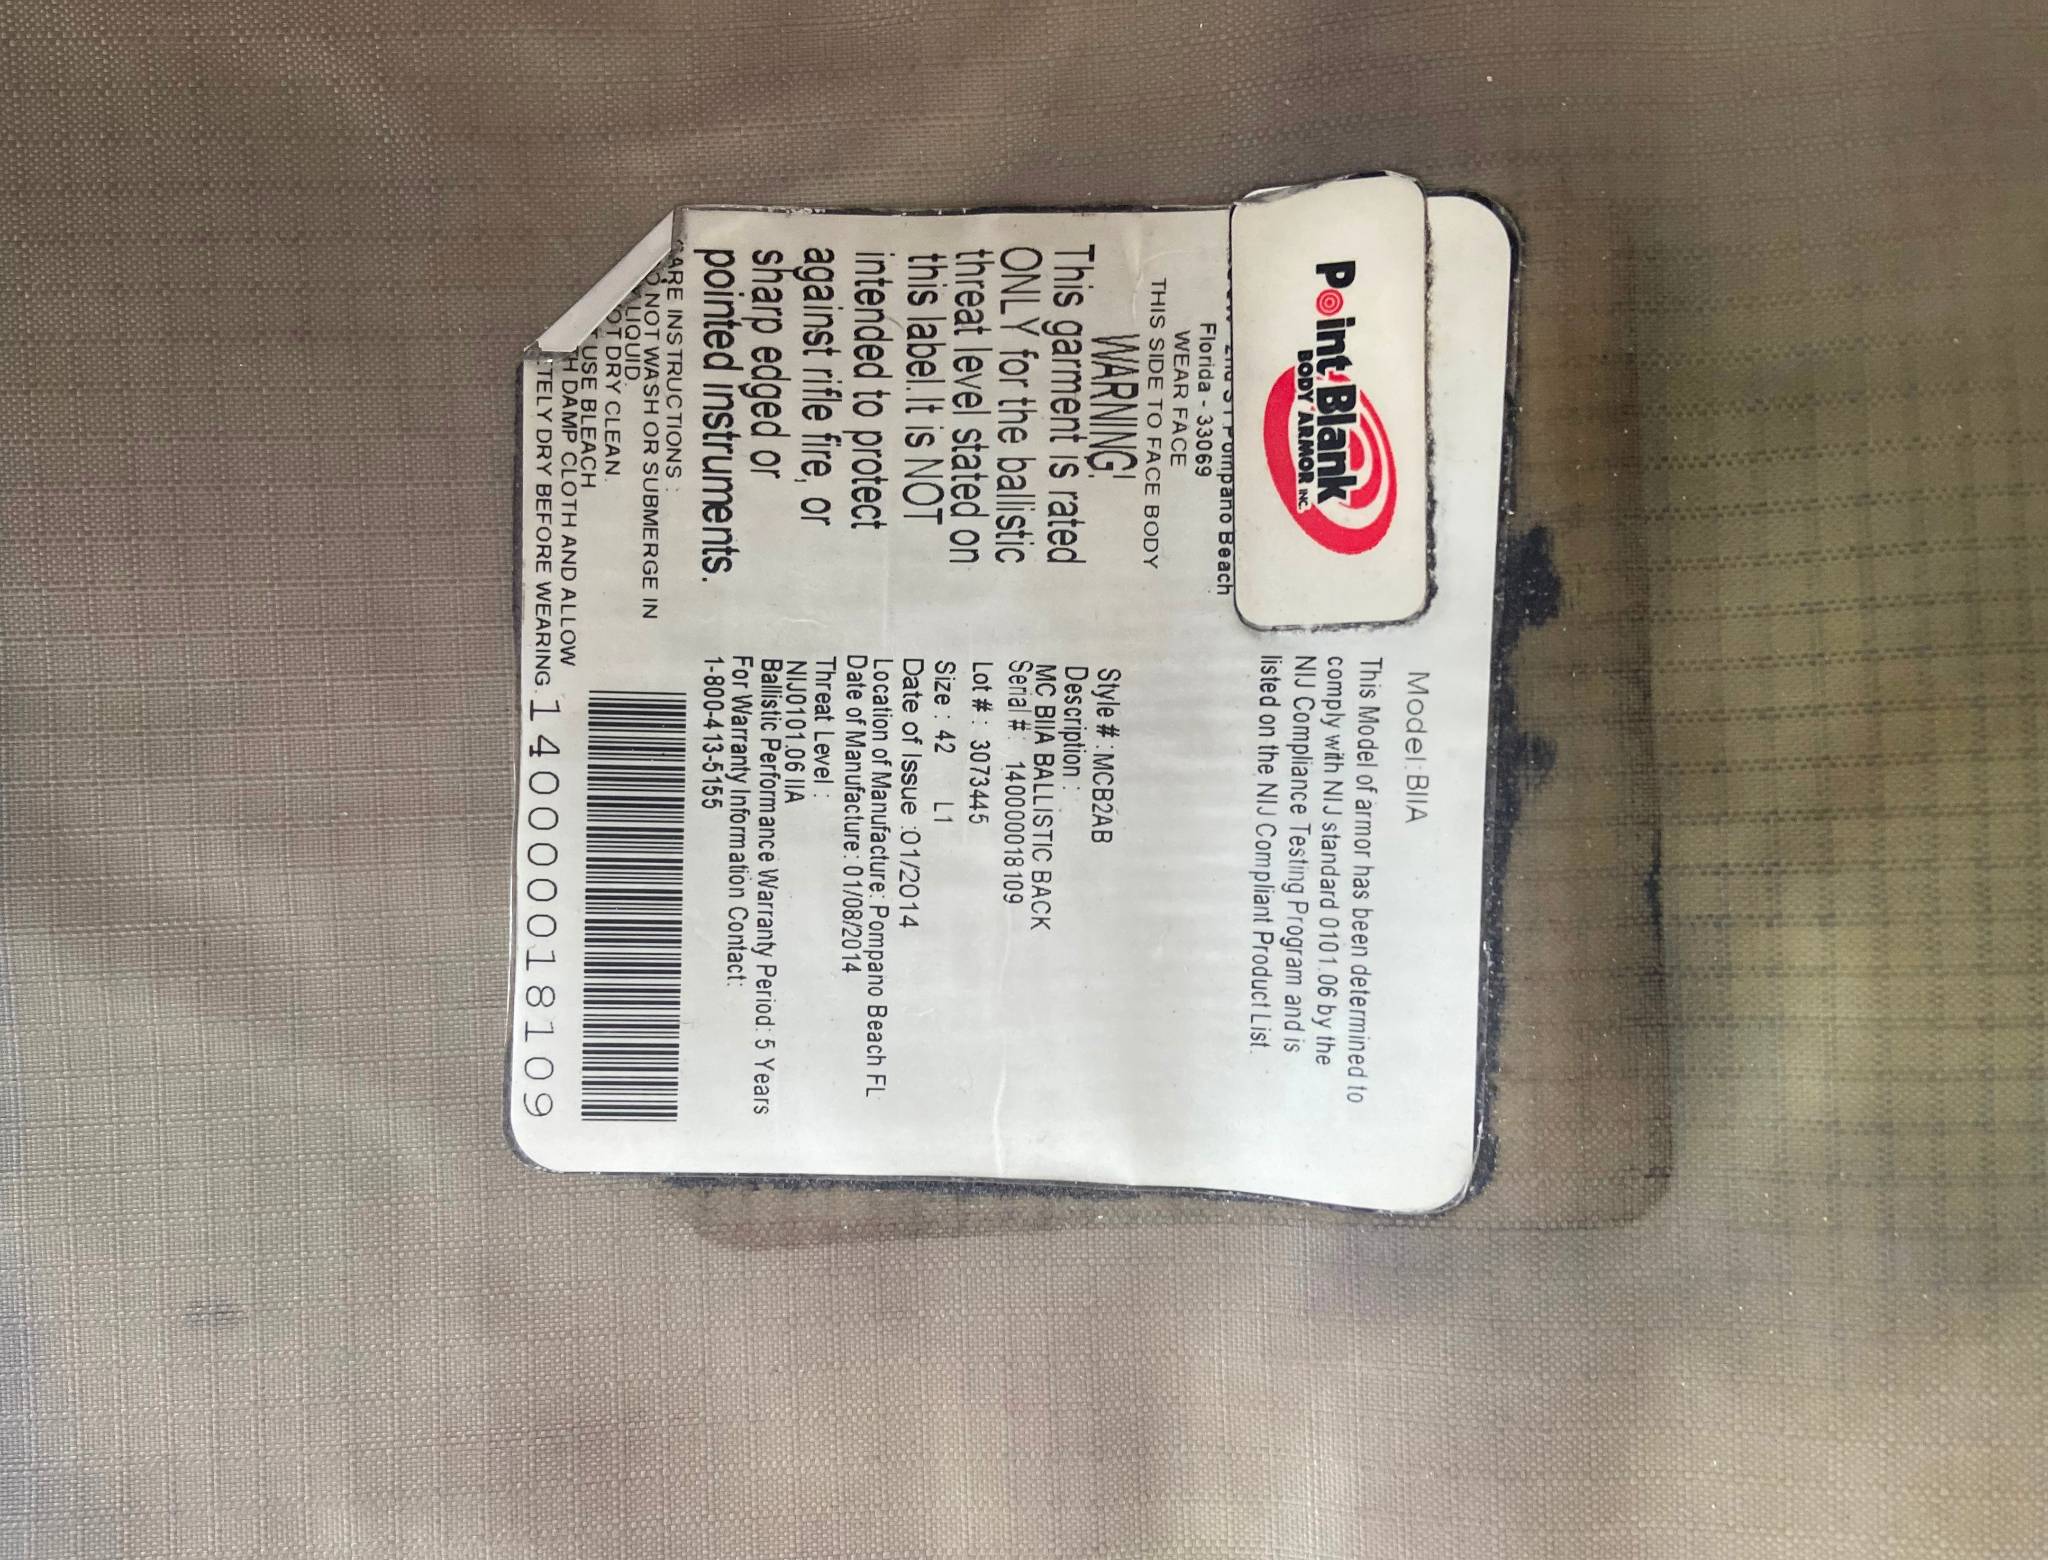 Point Blank
BODY ARMOR INC.
Pompano Beach
Florida - 33069
WEAR FACE
THIS SIDE TO FACE BODY
WARNING!
This garment is rated
ONLY for the ballistic
threat level stated on
this label. It is NOT
intended to protect
against rifle fire, or
sharp edged or
pointed instruments.
INSTRUCTIONS :
NOT WASH OR SUBMERGE IN
LIQUID.
DRY CLEAN.
USE BLEACH
DAMP CLOTH AND ALLOW
DRY BEFORE WEARING.
Model: BIIA
This Model of armor has been determined to
comply with NIJ standard 0101.06 by the
NIJ Compliance Testing Program and is
listed on the NIJ Compliant Product List.
Style # : MCB2AB
Description :
MC BIIA BALLISTIC BACK
Serial # : 140000018109
Lot # : 3073445
Size : 42 L1
Date of Issue : 01/2014
Location of Manufacture: Pompano Beach FL
Date of Manufacture: 01/08/2014
Threat Level :
NIJ0101.06 IIA
Ballistic Performance Warranty Period: 5 Years
For Warranty Information Contact:
1-800-413-5155
140000018109